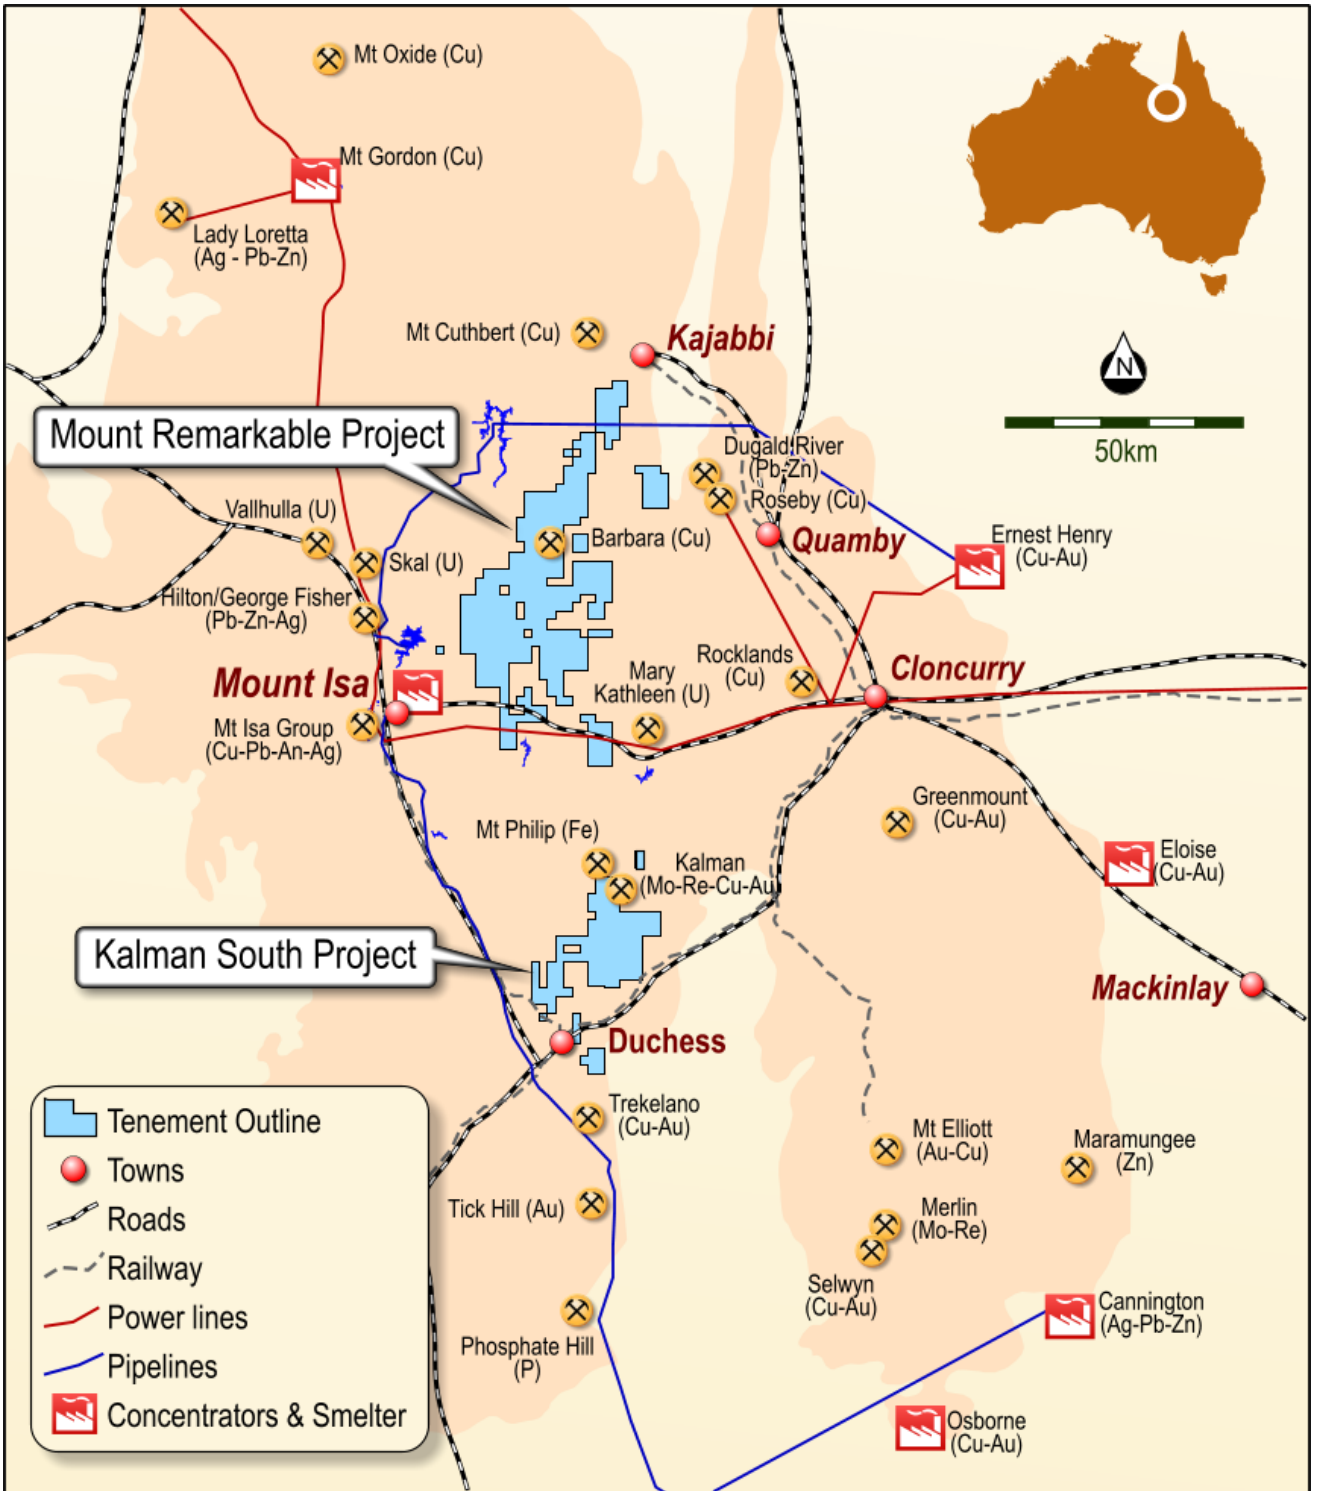 Mt Oxide (Cu)
Mt Gordon (Cu)
Lady Loretta
(Ag - Pb-Zn)
Mt Cuthbert (Cu)
Kajabbi
N
50km
Mount Remarkable Project
Dugald River
(Pb-Zn)
Roseby (Cu)
Vallhulla (U)
Skal (U)
Barbara (Cu)
Quamby
Ernest Henry
(Cu-Au)
Hilton/George Fisher
(Pb-Zn-Ag)
Mount Isa
Mary
Kathleen (U)
Rocklands
(Cu)
Cloncurry
Mt Isa Group
(Cu-Pb-An-Ag)
Greenmount
(Cu-Au)
Mt Philip (Fe)
Kalman
(Mo-Re-Cu-Au
Eloise
(Cu-Au)
Kalman South Project
Mackinlay
Duchess
Trekelano
(Cu-Au)
Mt Elliott
(Au-Cu)
Maramungee
(Zn)
Tick Hill (Au)
Merlin
(Mo-Re)
Selwyn
(Cu-Au)
Cannington
(Ag-Pb-Zn)
Phosphate Hill
(P)
Osborne
(Cu-Au)
Tenement Outline
Towns
Roads
Railway
Power lines
Pipelines
Concentrators & Smelter